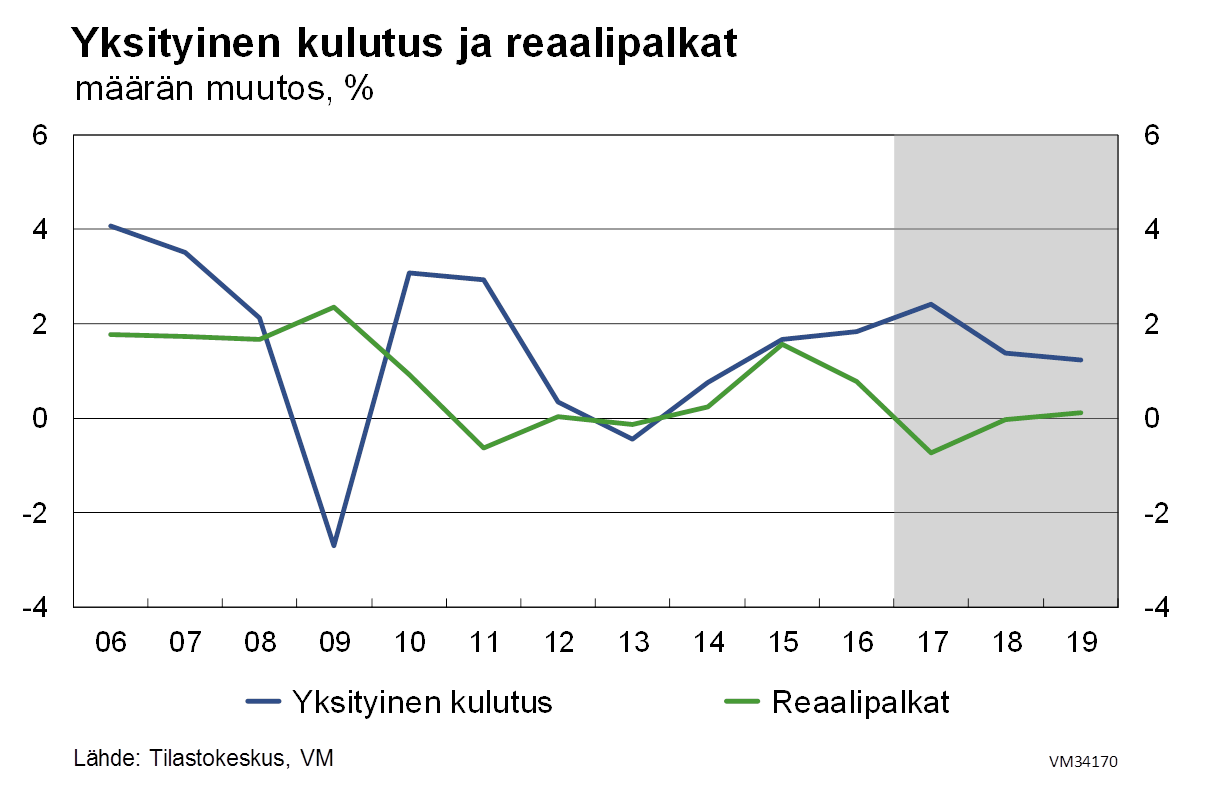 Yksityinen kulutus ja reaalipalkat
määrän muutos, %
6 6
4 4
2 2
0 0
-2 -2
-4 -4
06 07 08 09 10 11 12 13 14 15 16 17 18 19
Yksityinen kulutus Reaalipalkat
Lähde: Tilastokeskus, VM VM34170